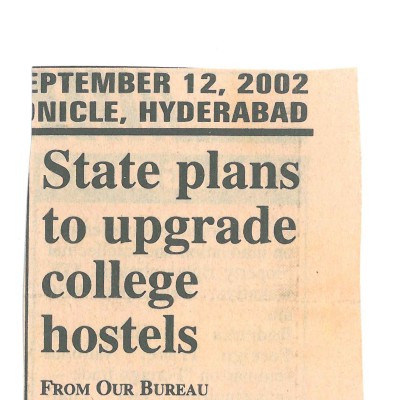 EPTEMBER 12, 2002
NICLE, HYDERABAD
State plans
to upgrade
college
hostels
FROM OUR BUREAU